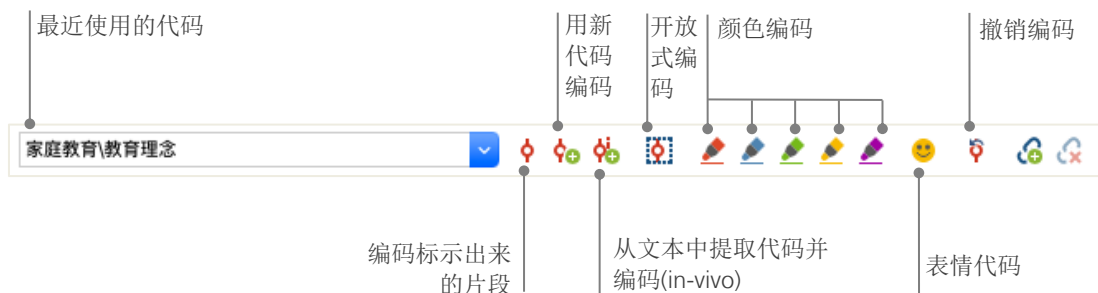 最近使用的代码
用新
代码
编码
开放
式编
码
颜色编码
撤销编码
家庭教育\教育理念
编码标示出来
的片段
从文本中提取代码并
编码(in-vivo)
表情代码